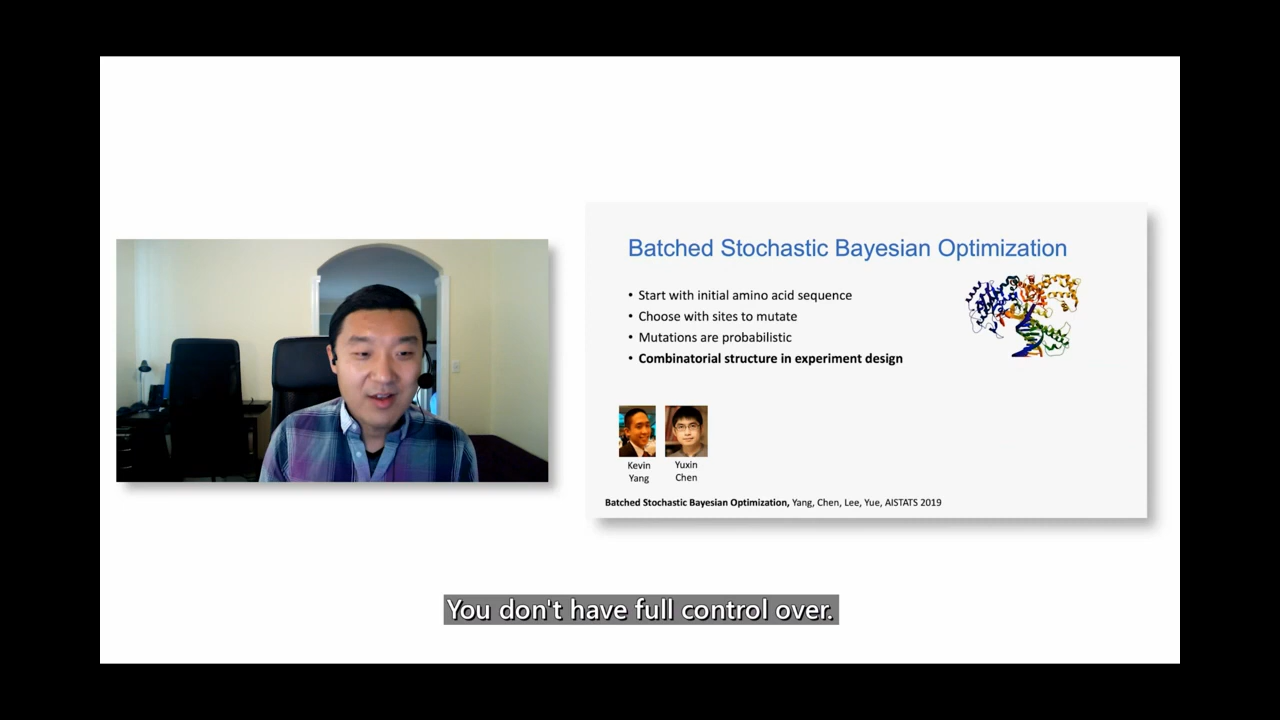 Batched Stochastic Bayesian Optimization
• Start with initial amino acid sequence
• Choose with sites to mutate
• Mutations are probabilistic
• Combinatorial structure in experiment design
Kevin
Yang
Yuxin
Chen
Batched Stochastic Bayesian Optimization, Yang, Chen, Lee, Yue, AISTATS 2019
You don't have full control over.